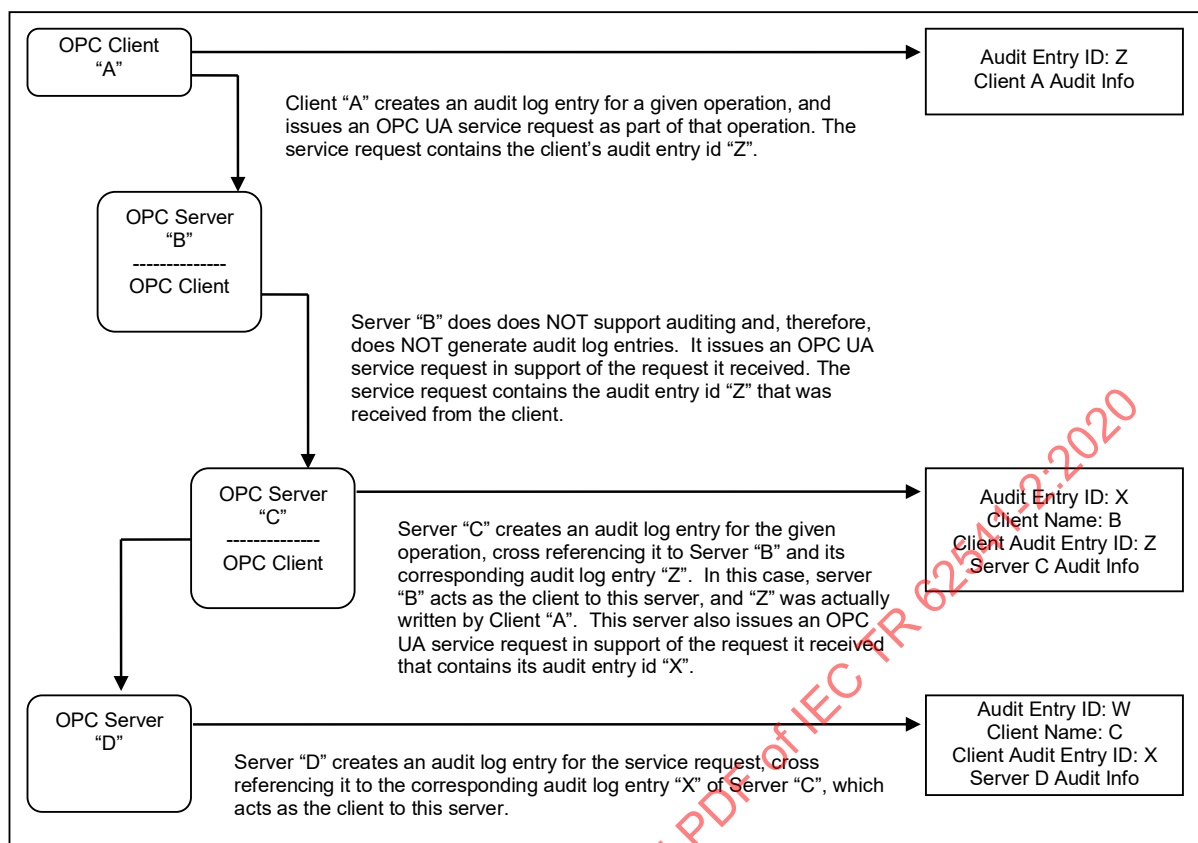 OPC Client
“A”
Audit Entry ID: Z
Client A Audit Info
Client “A” creates an audit log entry for a given operation, and
issues an OPC UA service request as part of that operation. The
service request contains the client’s audit entry id “Z”.
OPC Server
“B”
--------------
OPC Client
Server “B” does does NOT support auditing and, therefore,
does NOT generate audit log entries.  It issues an OPC UA
service request in support of the request it received. The
service request contains the audit entry id “Z” that was
received from the client.
OPC Server
“C”
--------------
OPC Client
Audit Entry ID: X
Client Name: B
Client Audit Entry ID: Z
Server C Audit Info
Server “C” creates an audit log entry for the given
operation, cross referencing it to Server “B” and its
corresponding audit log entry “Z”.  In this case, server
“B” acts as the client to this server, and “Z” was actually
written by Client “A”.  This server also issues an OPC
UA service request in support of the request it received
that contains its audit entry id “X”.
OPC Server
“D”
Audit Entry ID: W
Client Name: C
Client Audit Entry ID: X
Server D Audit Info
Server “D” creates an audit log entry for the service request, cross
referencing it to the corresponding audit log entry “X” of Server “C”, which
acts as the client to this server.
PDF of IEC TR 62541-2:2020